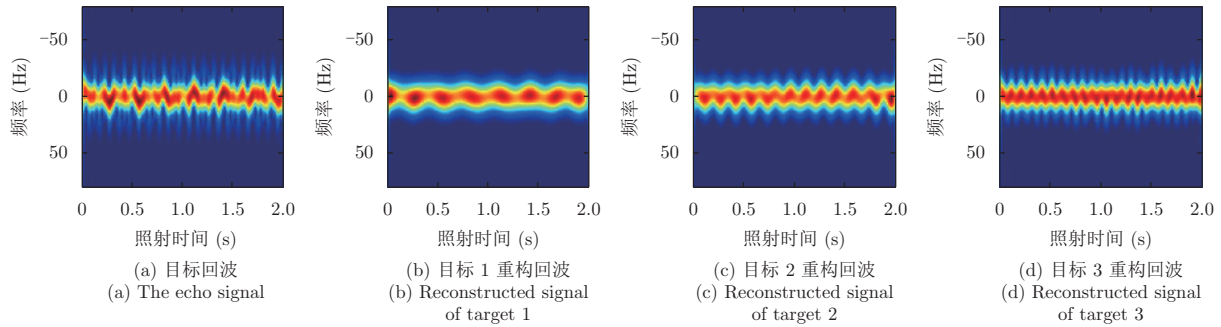 −50
0
50
频率 (Hz)
0 0.5 1.0 1.5 2.0
照射时间 (s)
(a) 目标回波
(a) The echo signal
−50
0
50
频率 (Hz)
0 0.5 1.0 1.5 2.0
照射时间 (s)
(b) 目标 1 重构回波
(b) Reconstructed signal
of target 1
−50
0
50
频率 (Hz)
0 0.5 1.0 1.5 2.0
照射时间 (s)
(c) 目标 2 重构回波
(c) Reconstructed signal
of target 2
−50
0
50
频率 (Hz)
0 0.5 1.0 1.5 2.0
照射时间 (s)
(d) 目标 3 重构回波
(d) Reconstructed signal
of target 3